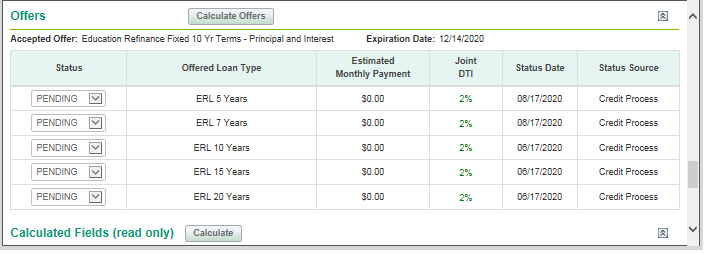 Offers Calculate Offers
Accepted Offer: Education Refinance Fixed 10 Yr Terms - Principal and Interest Expiration Date: 12/14/2020
Status Offered Loan Type Estimated Monthly Payment Joint DTI Status Date Status Source
PENDING ERL 5 Years $0.00 2% 06/17/2020 Credit Process
PENDING ERL 7 Years $0.00 2% 06/17/2020 Credit Process
PENDING ERL 10 Years $0.00 2% 06/17/2020 Credit Process
PENDING ERL 15 Years $0.00 2% 06/17/2020 Credit Process
PENDING ERL 20 Years $0.00 2% 06/17/2020 Credit Process
Calculated Fields (read only) Calculate